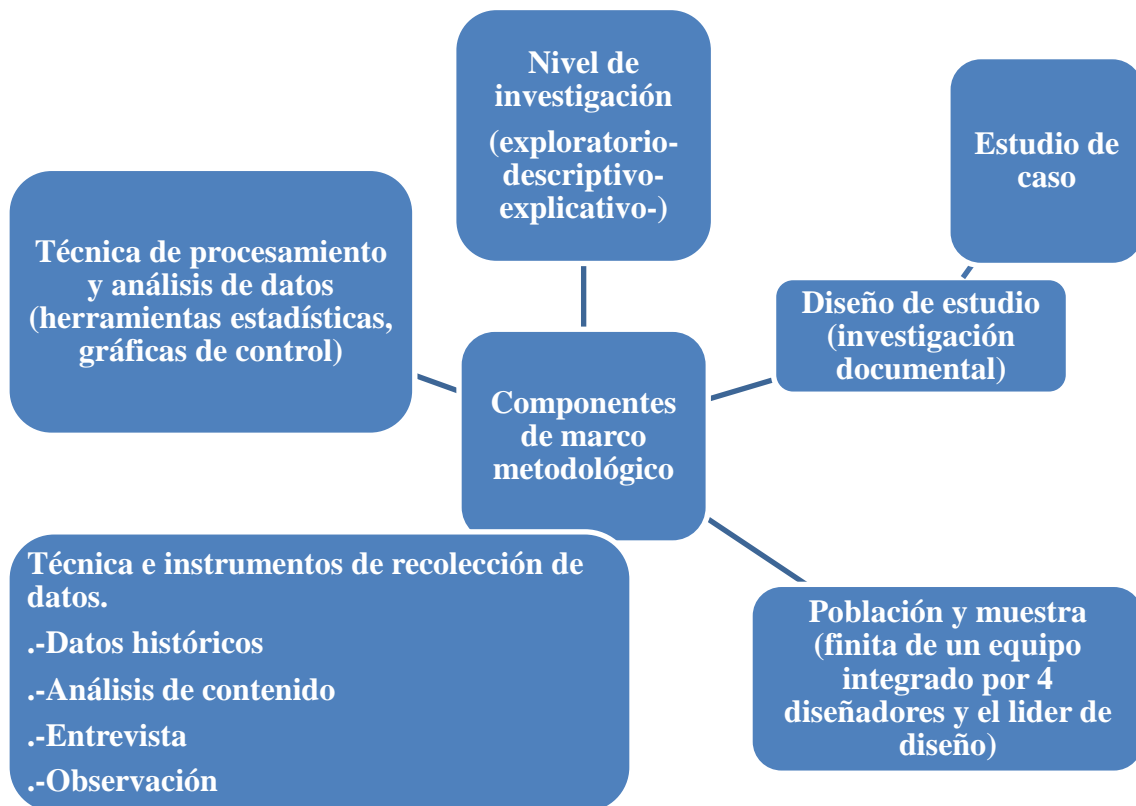 Nivel de
investigación
(exploratorio-
descriptivo-
explicativo-)
Estudio de
caso
Técnica de procesamiento
y análisis de datos
(herramientas estadísticas,
gráficas de control)
Diseño de estudio
(investigación
documental)
Componentes
de marco
metodológico
Técnica e instrumentos de recolección de
datos.
.-Datos históricos
.-Análisis de contenido
.-Entrevista
.-Observación
Población y muestra
(finita de un equipo
integrado por 4
diseñadores y el lider de
diseño)